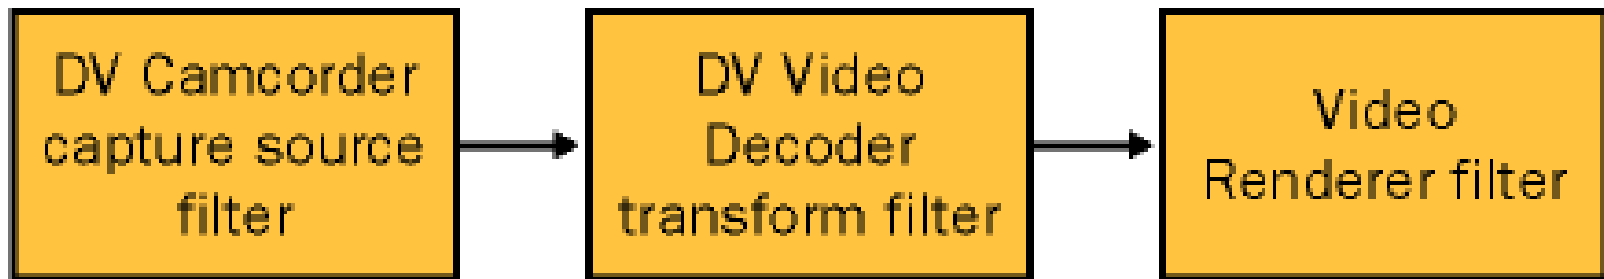 DV Camcorder
capture source
filter
DV Video
Decoder
transform filter
Video
Renderer filter